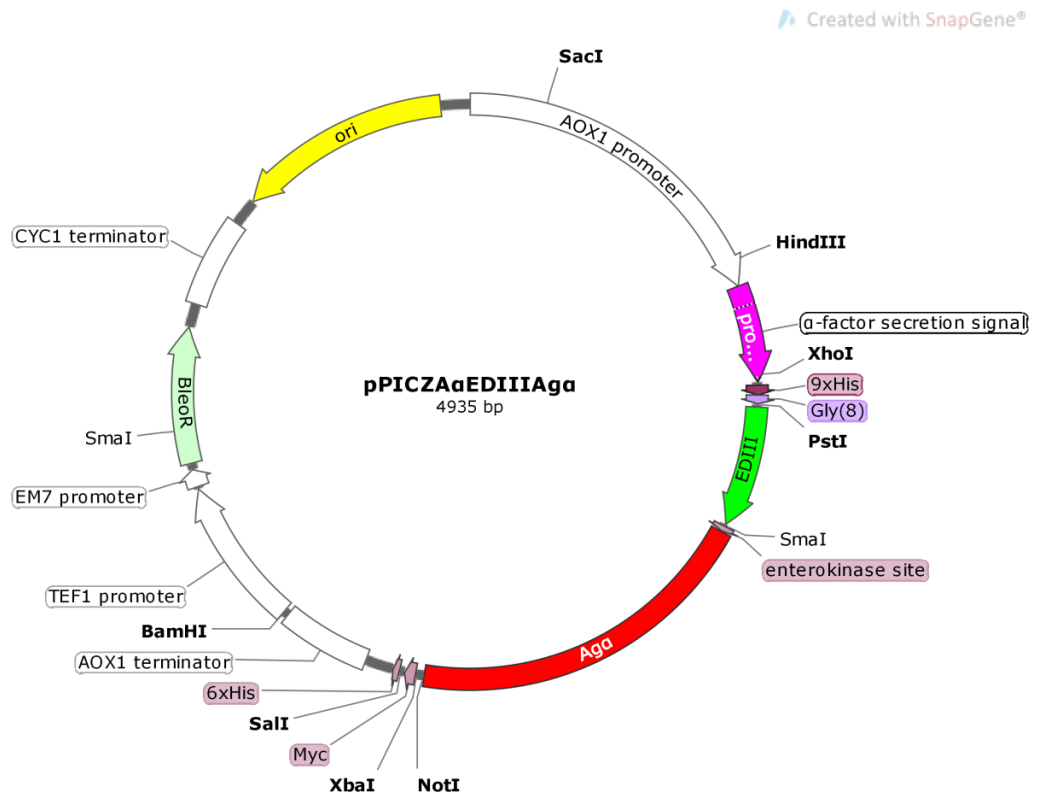 Created with SnapGene®
SacI
AOX1 promoter
ori
CYC1 terminator
HindIII
pro...
α-factor secretion signal
XhoI
9xHis
Gly(8)
PstI
pPICZAαEDIIIAgα
4935 bp
BleoR
SmaI
EDIII
EM7 promoter
SmaI
enterokinase site
TEF1 promoter
BamHI
AOX1 terminator
Aga
6xHis
SalI
Myc
XbaI
NotI